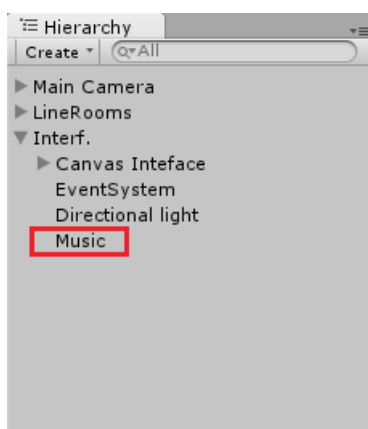 Hierarchy
Create All
Main Camera
LineRooms
Interf.
Canvas Inteface
EventSystem
Directional light
Music